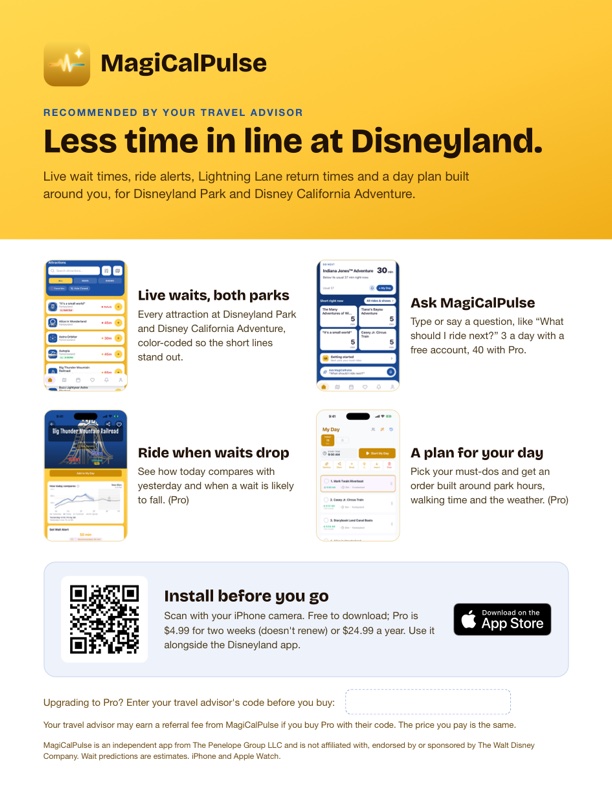 MagiCalPulse
RECOMMENDED BY YOUR TRAVEL ADVISOR
Less time in line at Disneyland.
Live wait times, ride alerts, Lightning Lane return times and a day plan built
around you, for Disneyland Park and Disney California Adventure.
Live waits, both parks
Every attraction at Disneyland Park
and Disney California Adventure,
color-coded so the short lines
stand out.
Indiana Jones™ Adventure
30
Ask MagiCalPulse
Type or say a question, like “What
should I ride next?” 3 a day with a
free account, 40 with Pro.
Big Thunder Mountain Railroad
Ride when waits drop
See how today compares with
yesterday and when a wait is likely
to fall. (Pro)
My Day
A plan for your day
Pick your must-dos and get an
order built around park hours,
walking time and the weather. (Pro)
Install before you go
Scan with your iPhone camera. Free to download; Pro is
$4.99 for two weeks (doesn't renew) or $24.99 a year. Use it
alongside the Disneyland app.
Download on the
App Store
Upgrading to Pro? Enter your travel advisor's code before you buy:
Your travel advisor may earn a referral fee from MagiCalPulse if you buy Pro with their code. The price you pay is the same.
MagiCalPulse is an independent app from The Penelope Group LLC and is not affiliated with, endorsed by or sponsored by The Walt Disney
Company. Wait predictions are estimates. iPhone and Apple Watch.